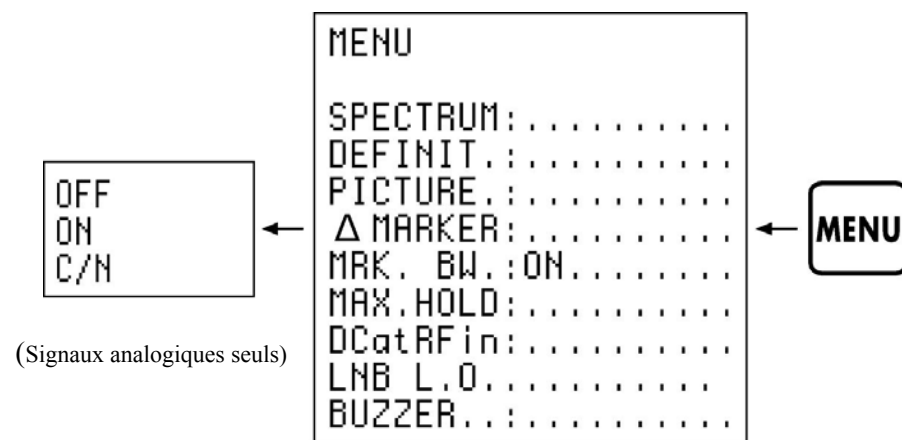 OFF
ON
C/N
(Signaux analogiques seuls)
MENU
SPECTRUM:..........
DEFINIT.:..........
PICTURE.:..........
Δ MARKER:..........
MRK. BW.:ON........
MAX.HOLD:..........
DCatRFin:..........
LNB L.O...........
BUZZER..:..........
MENU